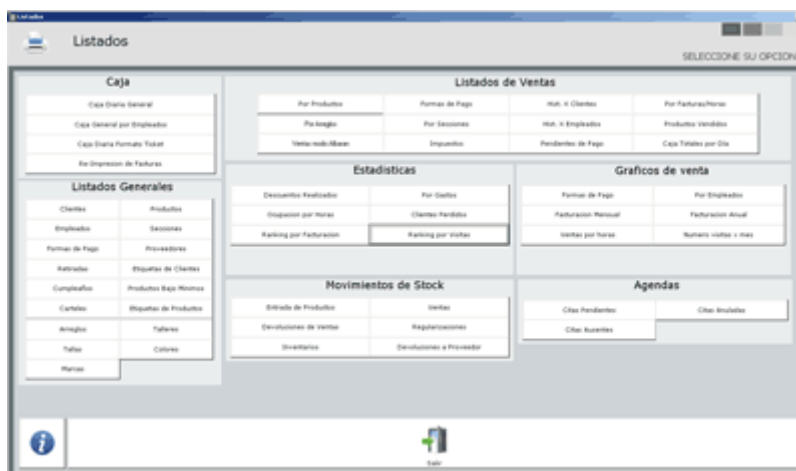 Listados
Listados
SELECCIONE SU OPCION
Caja
Caja Diaria General
Caja General por Empleados
Caja Diaria Formato Ticket
Re-Impresion de Facturas
Listados de Ventas
Por Productos Formas de Pago Hist. X Clientes Por Facturas/Horas
Fix Arreglo Por Secciones Hist. X Empleados Productos Vendidos
Ventas modo Albaran Impuestos Pendientes de Pago Caja Totales por Dia
Listados Generales
Clientes Productos
Empleados Secciones
Formas de Pago Proveedores
Retiradas Etiquetas de Clientes
Cumpleaños Productos Bajo Minimos
Carteles Etiquetas de Productos
Arreglos Talleres
Tallas Colores
Marcas
Estadisticas
Descuentos Realizados Por Gastos
Ocupacion por Horas Clientes Perdidos
Ranking por Facturacion Ranking por Visitas
Graficos de venta
Formas de Pago Por Empleados
Facturacion Mensual Facturacion Anual
Ventas por horas Numero visitas x mes
Movimientos de Stock
Entrada de Productos Ventas
Devoluciones de Ventas Regularizaciones
Inventarios Devoluciones a Proveedor
Agendas
Citas Pendientes Citas Anuladas
Citas Ausentes
Salir